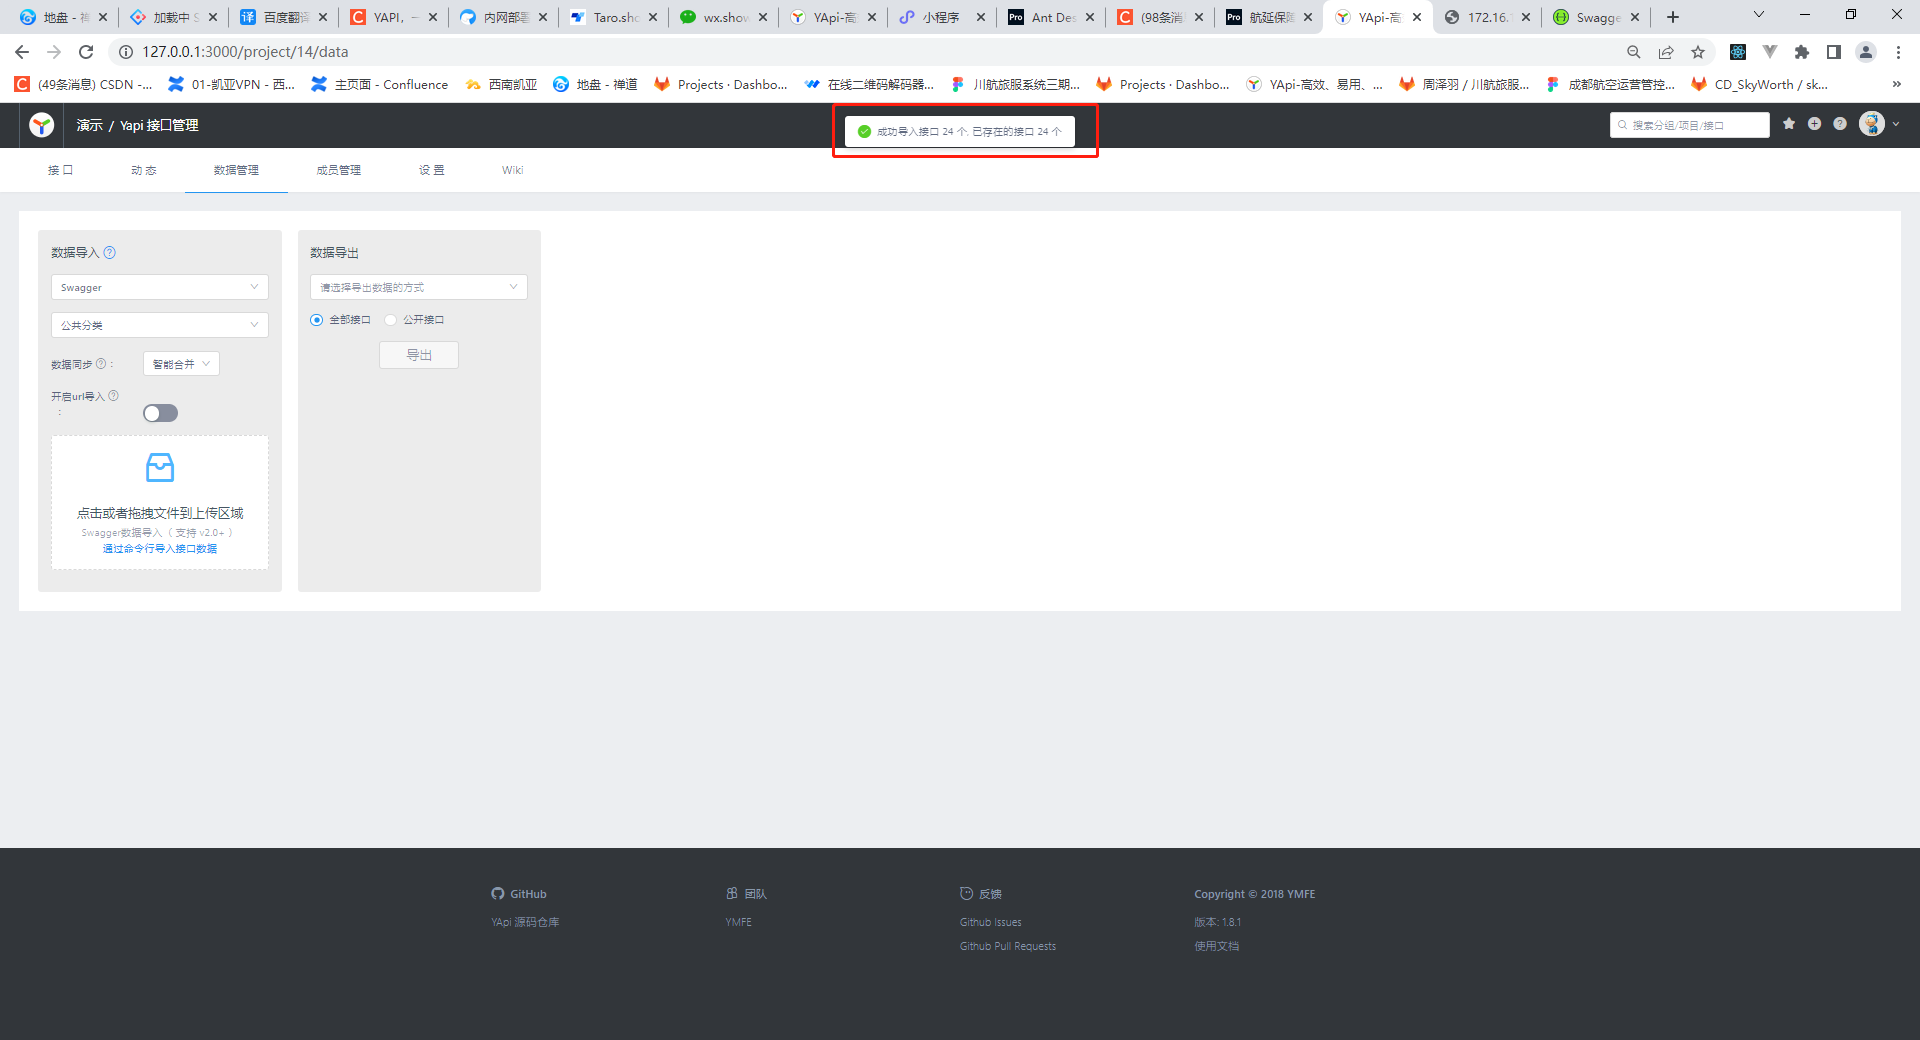 地盘 - 禅
加载中 S
百度翻译
YAPI, 一
内网部署
Taro.sho
wx.show
YApi-高
小程序
Ant Des
(98条消
航延保障
YApi-高
172.16.
Swagge
127.0.0.1:3000/project/14/data
(49条消息) CSDN -...
01-凯亚VPN - 西...
主页面 - Confluence
西南凯亚
地盘 - 禅道
Projects · Dashbo...
在线二维码解码器...
川航旅服系统三期...
Projects · Dashbo...
YApi-高效、易用、...
周泽羽 / 川航旅服...
成都航空运营管控...
CD_SkyWorth / sk...
演示 / Yapi 接口管理
成功导入接口 24 个, 已存在的接口 24 个
搜索分组/项目/接口
接 口
动 态
数据管理
成员管理
设 置
Wiki
数据导入
Swagger
公共分类
数据同步 :
智能合并
开启url导入
:
点击或者拖拽文件到上传区域
Swagger数据导入（ 支持 v2.0+ ）
通过命令行导入接口数据
数据导出
请选择导出数据的方式
全部接口
公开接口
导出
GitHub
YApi 源码仓库
团队
YMFE
反馈
Github Issues
Github Pull Requests
Copyright © 2018 YMFE
版本: 1.8.1
使用文档